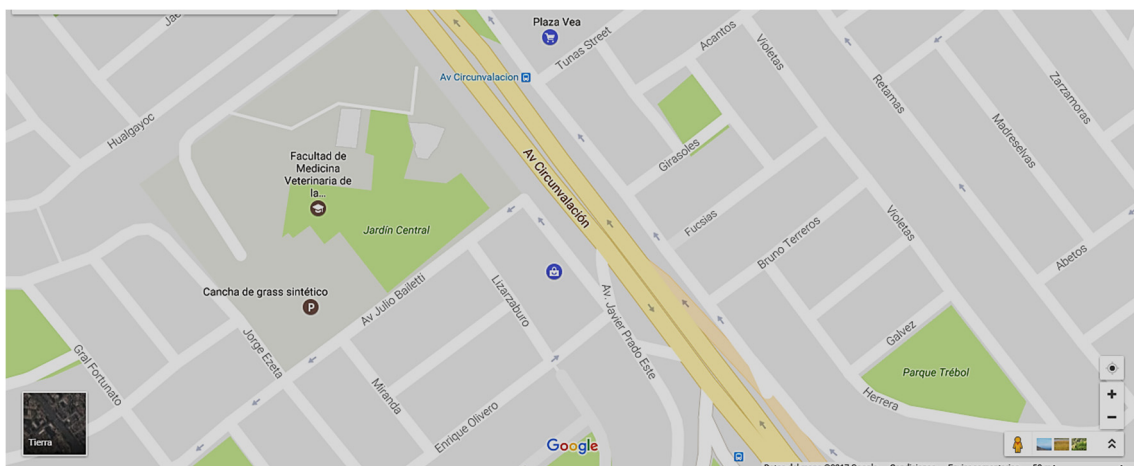 Plaza Vea
Tunas Street
Acantos
Violetas
Retamas
Zarzamoras
Madreselvas
Av Circunvalacion
Hualgayoc
Facultad de
Medicina
Veterinaria de
la...
Av Circunvalación
Girasoles
Jardín Central
Fucsias
Violetas
Bruno Terreros
Abetos
Cancha de grass sintético
P
Av Julio Bailetti
Lizarzaburo
Av. Javier Prado Este
Jorge Ezeta
Gral Fortunato
Miranda
Enrique Olivero
Galvez
Parque Trébol
Herrera
Tierra
Google